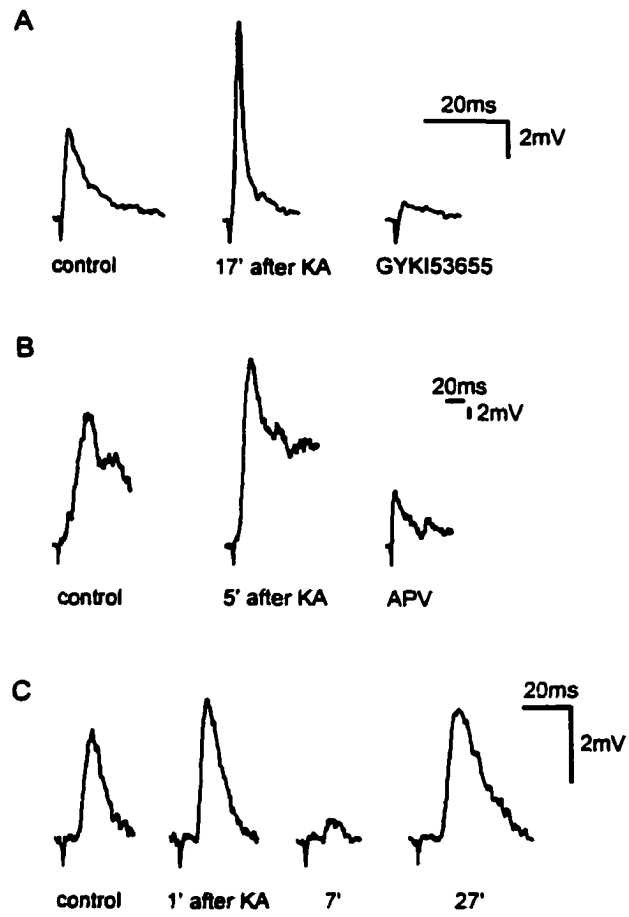 A
20ms
2mV
control
17' after KA
GYKI53655
B
20ms
2mV
control
5' after KA
APV
C
20ms
2mV
control
1' after KA
7'
27'